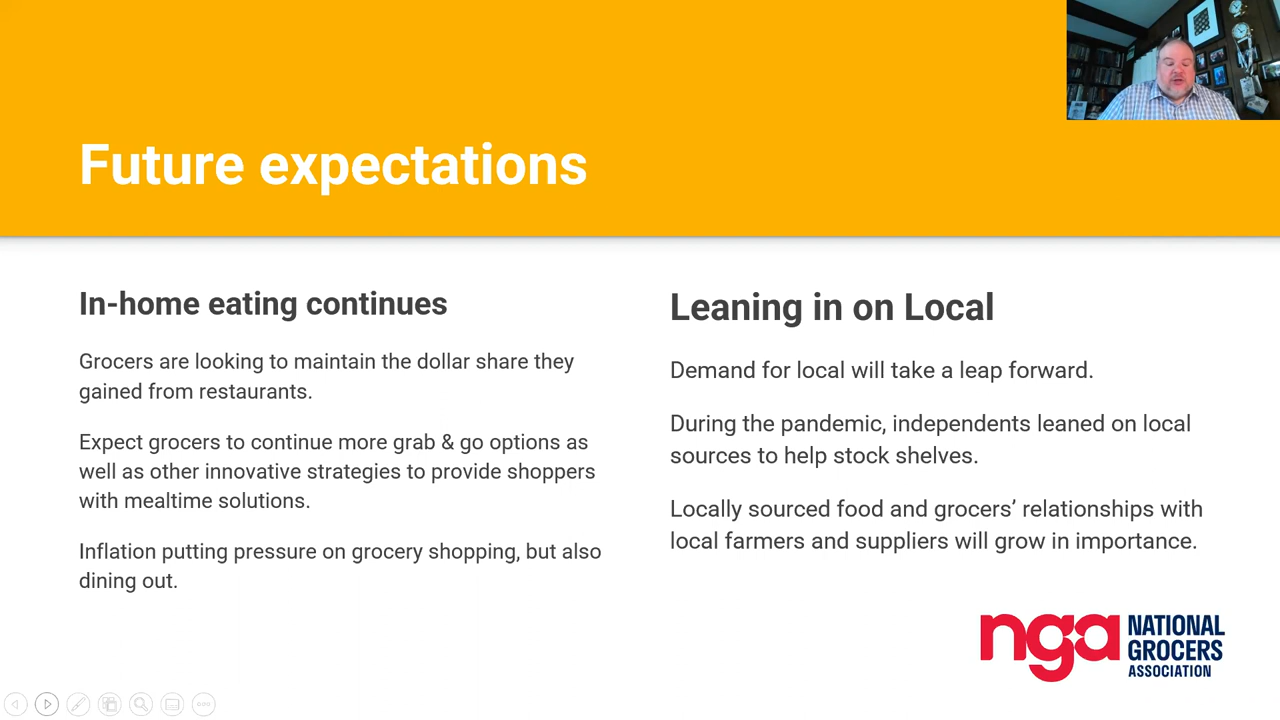 Future expectations
In-home eating continues
Grocers are looking to maintain the dollar share they
gained from restaurants.
Expect grocers to continue more grab & go options as
well as other innovative strategies to provide shoppers
with mealtime solutions.
Inflation putting pressure on grocery shopping, but also
dining out.
Leaning in on Local
Demand for local will take a leap forward.
During the pandemic, independents leaned on local
sources to help stock shelves.
Locally sourced food and grocers’ relationships with
local farmers and suppliers will grow in importance.
nga
NATIONAL
GROCERS
ASSOCIATION